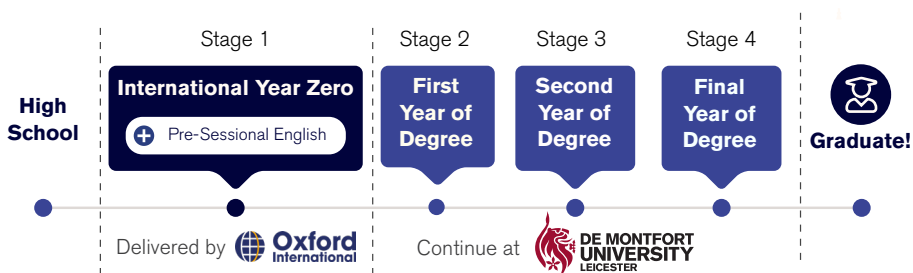 Stage 1
Stage 2
Stage 3
Stage 4
High
School
International Year Zero
+ Pre-Sessional English
First
Year of
Degree
Second
Year of
Degree
Final
Year of
Degree
Graduate!
Delivered by Oxford
International
Continue at DE MONTFORT
UNIVERSITY
LEICESTER